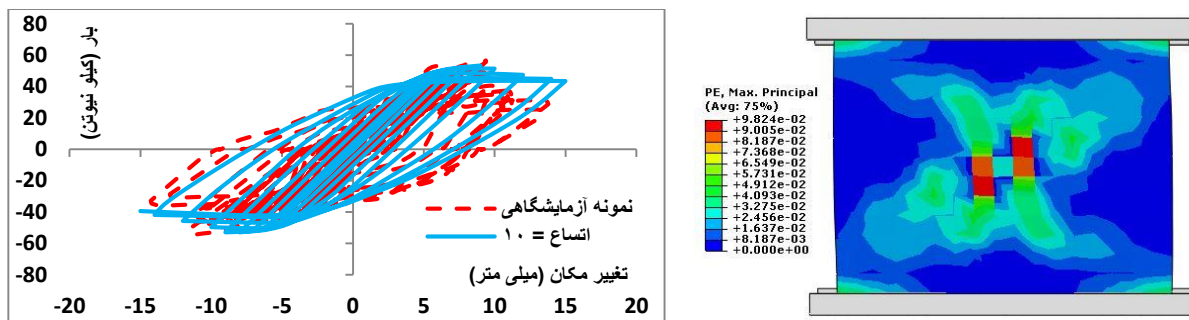 80
60
40
20
0
-20
-40
-60
-80
بار (کیلو نیوتن)
نمونه آزمایشگاهی
اتساع = ۱۰
تغییر مکان (میلی متر)
-20 -15 -10 -5 0 5 10 15 20
PE, Max. Principal
(Avg: 75%)
+9.824e-02
+9.005e-02
+8.187e-02
+7.368e-02
+6.549e-02
+5.731e-02
+4.912e-02
+4.093e-02
+3.275e-02
+2.456e-02
+1.637e-02
+8.187e-03
+0.000e+00